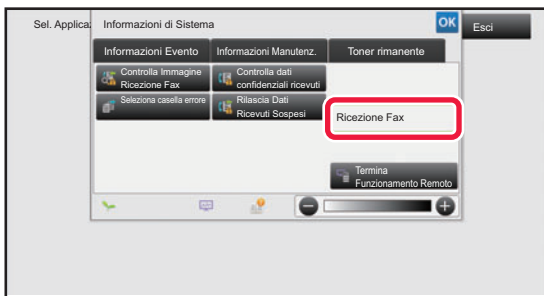 Sel. Applica
Informazioni di Sistema
OK
Esci
Informazioni Evento
Informazioni Manutenz.
Toner rimanente
Controlla Immagine
Ricezione Fax
Controlla dati
confidenziali ricevuti
Seleziona casella errore
Rilascia Dati
Ricevuti Sospesi
Ricezione Fax
Termina
Funzionamento Remoto